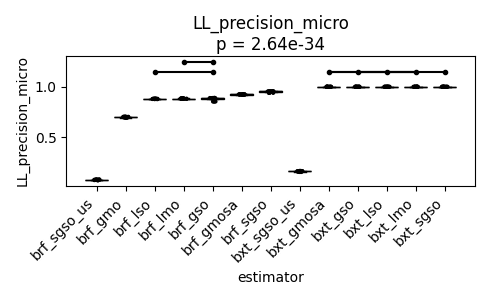 LL_precision_micro
p = 2.64e-34
LL_precision_micro
1.0
0.5
brf_sgso_us
brf_gmo
brf_lso
brf_lmo
brf_gso
brf_gmosa
brf_sgso
bxt_sgso_us
bxt_gmosa
bxt_gso
bxt_lso
bxt_lmo
bxt_sgso
estimator